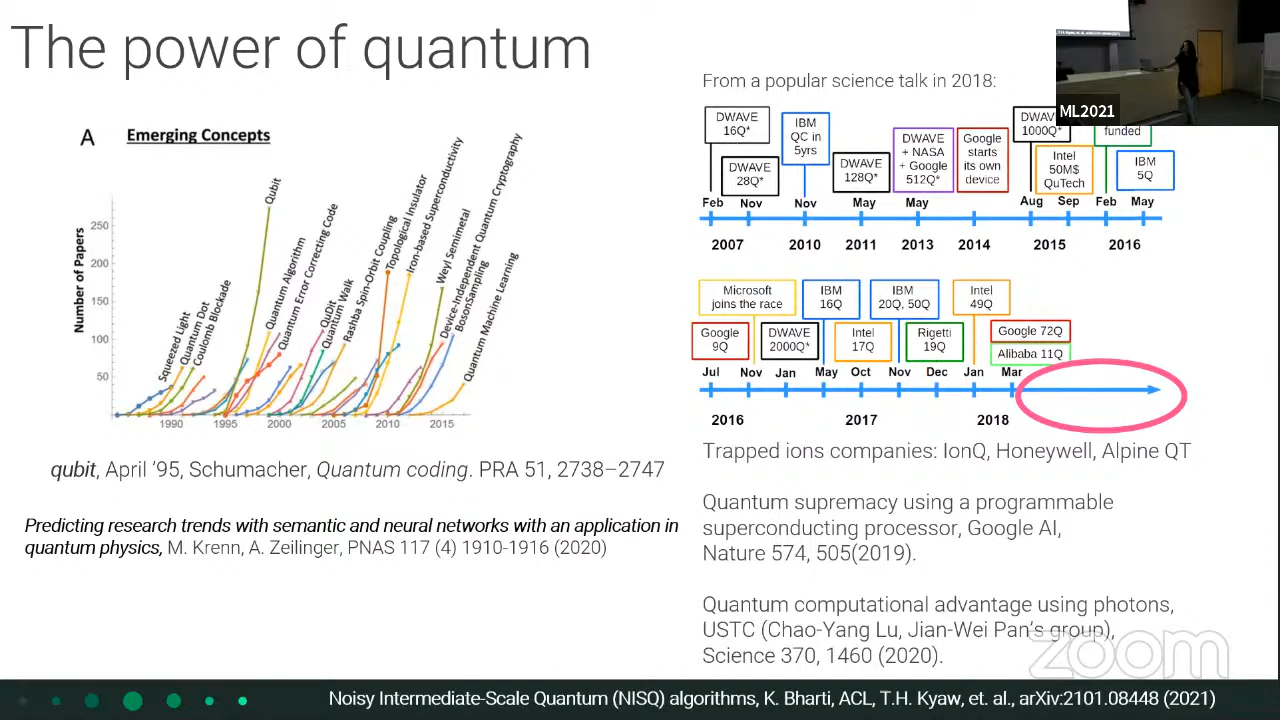 The power of quantum
A
Emerging Concepts
Number of Papers
250
200
150
100
50
1990
1995
2000
2005
2010
2015
Squeezed Light
Quantum Dot
Coulomb Blockade
Qubit
Quantum Algorithm
Quantum Error Correcting Code
QuDit
Quantum Walk
Rashba Spin-Orbit Coupling
Topological Insulator
Iron-based Superconductivity
Weyl Semimetal
Device-Independent Quantum Cryptography
BosonSampling
Quantum Machine Learning
qubit, April '95, Schumacher, Quantum coding. PRA 51, 2738–2747
Predicting research trends with semantic and neural networks with an application in
quantum physics, M. Krenn, A. Zeilinger, PNAS 117 (4) 1910-1916 (2020)
From a popular science talk in 2018:
ML2021
DWAVE
16Q*
DWAVE
28Q*
IBM
QC in
5yrs
DWAVE
128Q*
DWAVE
+ NASA
+ Google
512Q*
Google
starts
its own
device
DWAV
1000Q*
Intel
50M$
QuTech
funded
IBM
5Q
Feb Nov Nov May May Aug Sep Feb May
2007 2010 2011 2013 2014 2015 2016
Microsoft
joins the race
Google
9Q
DWAVE
2000Q*
IBM
16Q
Intel
17Q
IBM
20Q, 50Q
Rigetti
19Q
Intel
49Q
Google 72Q
Alibaba 11Q
Jul Nov Jan May Oct Nov Dec Jan Mar
2016 2017 2018
Trapped ions companies: IonQ, Honeywell, Alpine QT
Quantum supremacy using a programmable
superconducting processor, Google AI,
Nature 574, 505(2019).
Quantum computational advantage using photons,
USTC (Chao-Yang Lu, Jian-Wei Pan's group),
Science 370, 1460 (2020).
zoom
Noisy Intermediate-Scale Quantum (NISQ) algorithms, K. Bharti, ACL, T.H. Kyaw, et. al., arXiv:2101.08448 (2021)